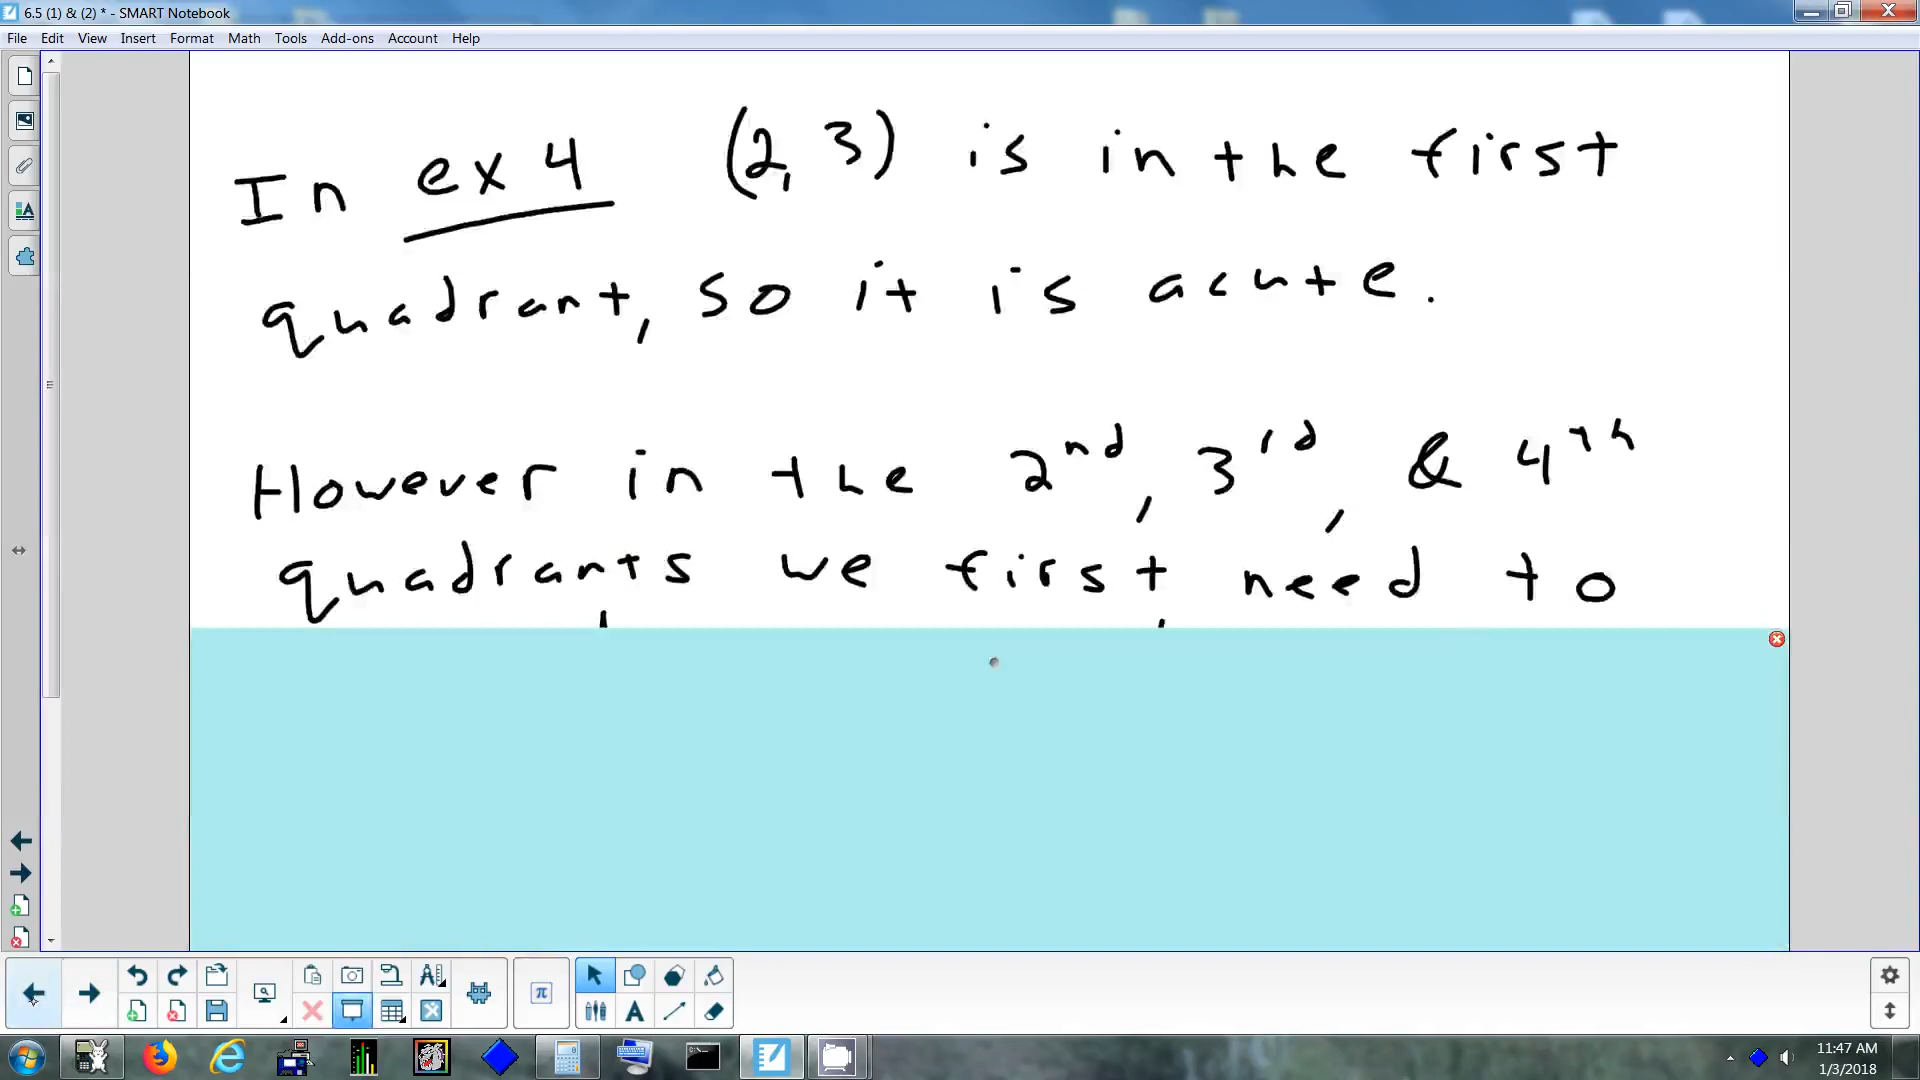 6.5 (1) & (2) * - SMART Notebook
File Edit View Insert Format Math Tools Add-ons Account Help
In ex 4 (2, 3) is in the first
quadrant, so it is acute.
However in the 2nd, 3rd, & 4th
quadrants we first need to
11:47 AM
1/3/2018